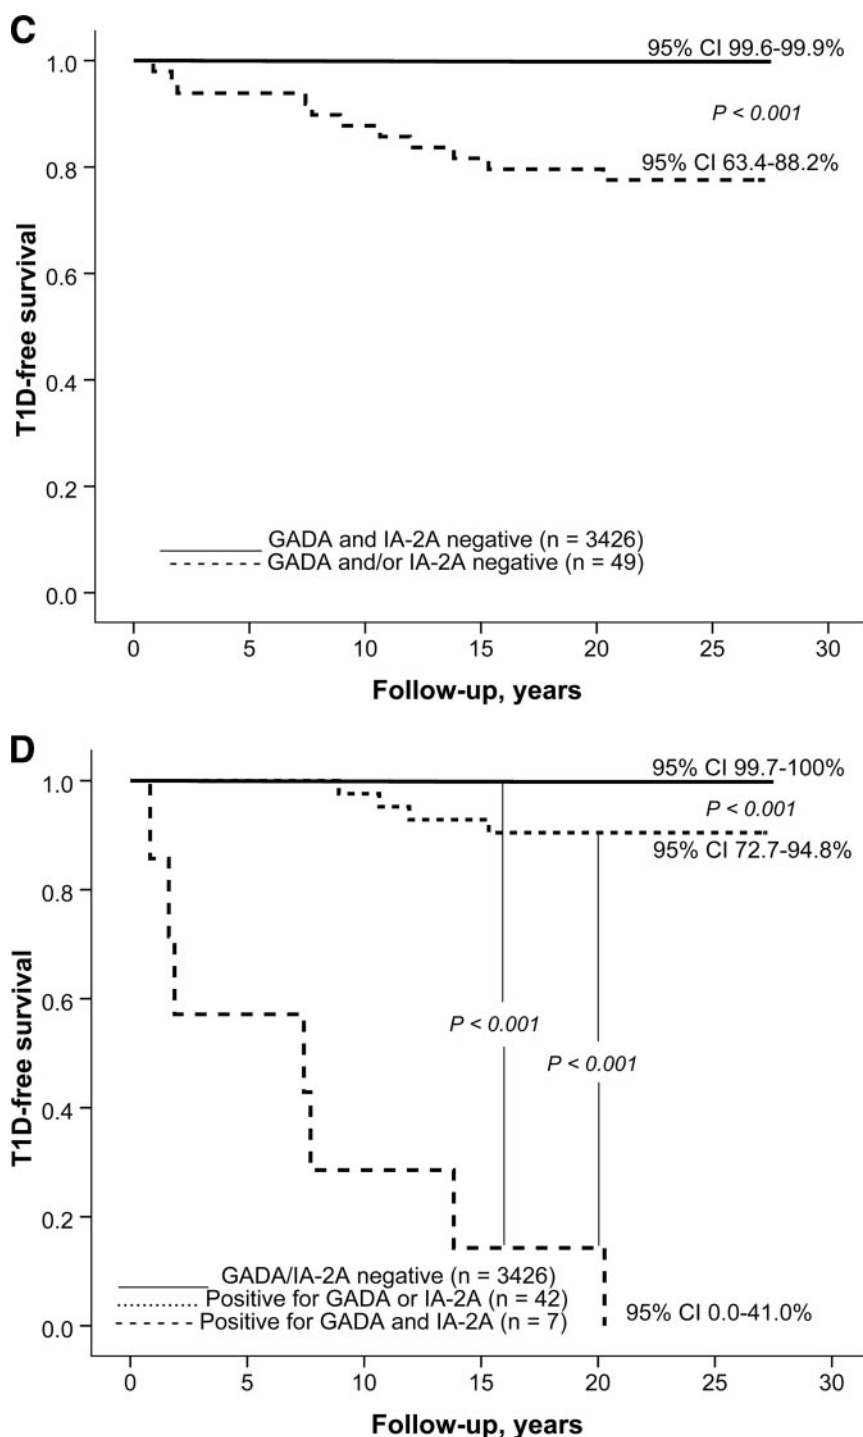 C
95% CI 99.6-99.9%
P < 0.001
95% CI 63.4-88.2%
1.0
0.8
0.6
0.4
0.2
0.0
T1D-free survival
GADA and IA-2A negative (n = 3426)
GADA and/or IA-2A negative (n = 49)
0 5 10 15 20 25 30
Follow-up, years
D
95% CI 99.7-100%
P < 0.001
95% CI 72.7-94.8%
1.0
0.8
0.6
0.4
0.2
0.0
T1D-free survival
P < 0.001
P < 0.001
GADA/IA-2A negative (n = 3426)
Positive for GADA or IA-2A (n = 42)
Positive for GADA and IA-2A (n = 7)
95% CI 0.0-41.0%
0 5 10 15 20 25 30
Follow-up, years